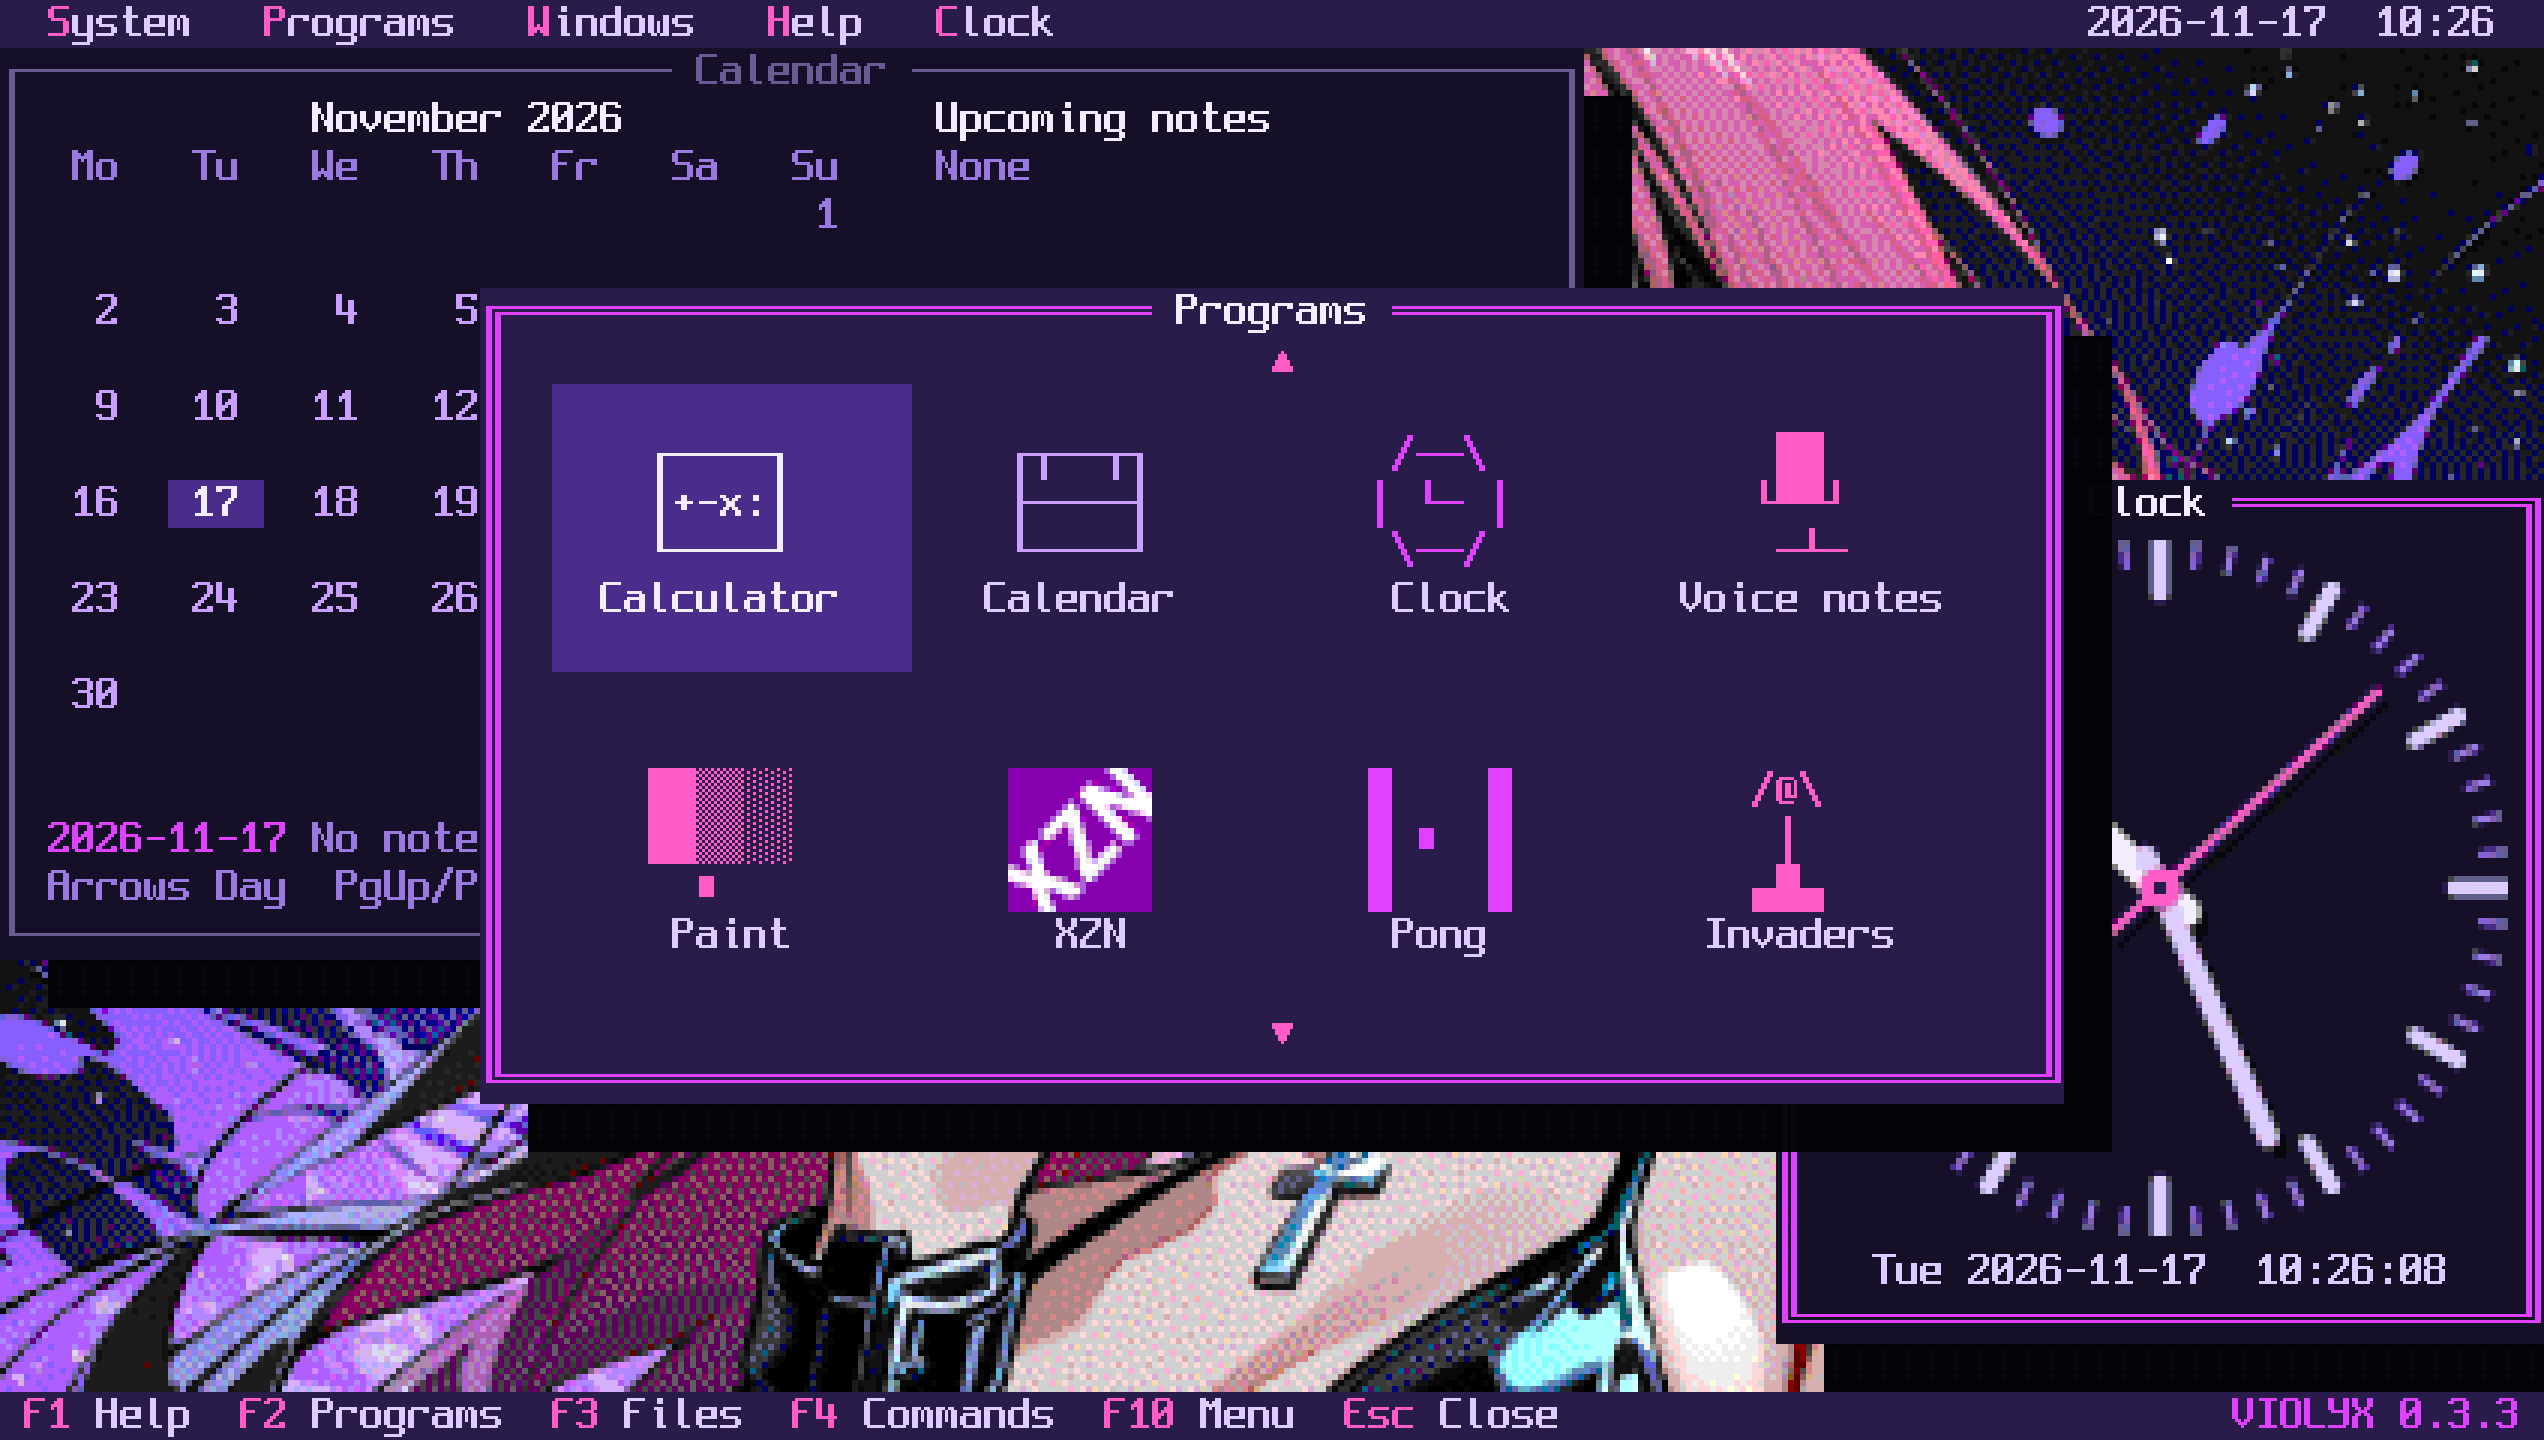 System Programs Windows Help Clock 2026-11-17 10:26
Calendar
November 2026
Mo Tu We Th Fr Sa Su
1
2 3 4 5
9 10 11 12
16 17 18 19
23 24 25 26
30
2026-11-17 No note
Arrows Day PgUp/P
Upcoming notes
None
Programs
+-x:
Calculator
Calendar
Clock
Voice notes
Paint
XZN
XZN
Pong
/@\
Invaders
lock
Tue 2026-11-17 10:26:08
F1 Help F2 Programs F3 Files F4 Commands F10 Menu Esc Close VIOLYX 0.3.3